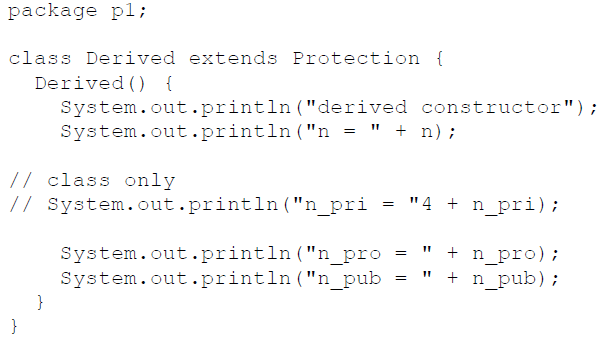 package p1;

class Derived extends Protection {
  Derived() {
    System.out.println("derived constructor");
    System.out.println("n = " + n);

// class only
// System.out.println("n_pri = "4 + n_pri);

    System.out.println("n_pro = " + n_pro);
    System.out.println("n_pub = " + n_pub);
  }
}